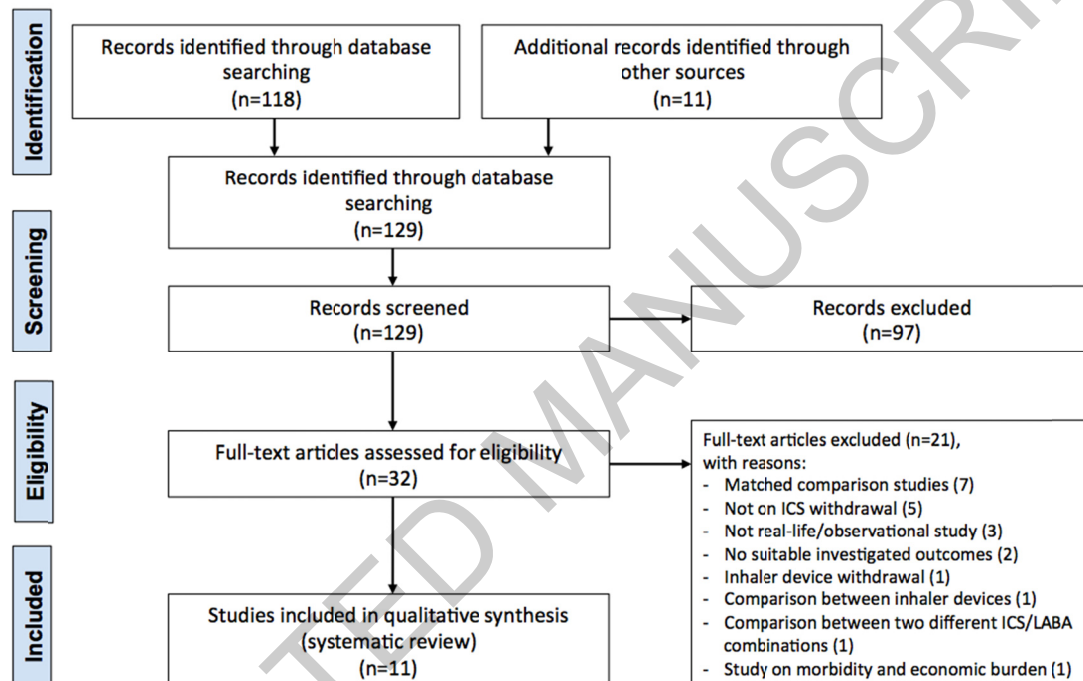 Identification
Records identified through database
searching
(n=118)
Additional records identified through
other sources
(n=11)
Records identified through database
searching
(n=129)
Screening
Records screened
(n=129)
Records excluded
(n=97)
Eligibility
Full-text articles assessed for eligibility
(n=32)
Full-text articles excluded (n=21),
with reasons:
- Matched comparison studies (7)
- Not on ICS withdrawal (5)
- Not real-life/observational study (3)
- No suitable investigated outcomes (2)
- Inhaler device withdrawal (1)
- Comparison between inhaler devices (1)
- Comparison between two different ICS/LABA
combinations (1)
- Study on morbidity and economic burden (1)
Included
Studies included in qualitative synthesis
(systematic review)
(n=11)
TED MANUSCRI